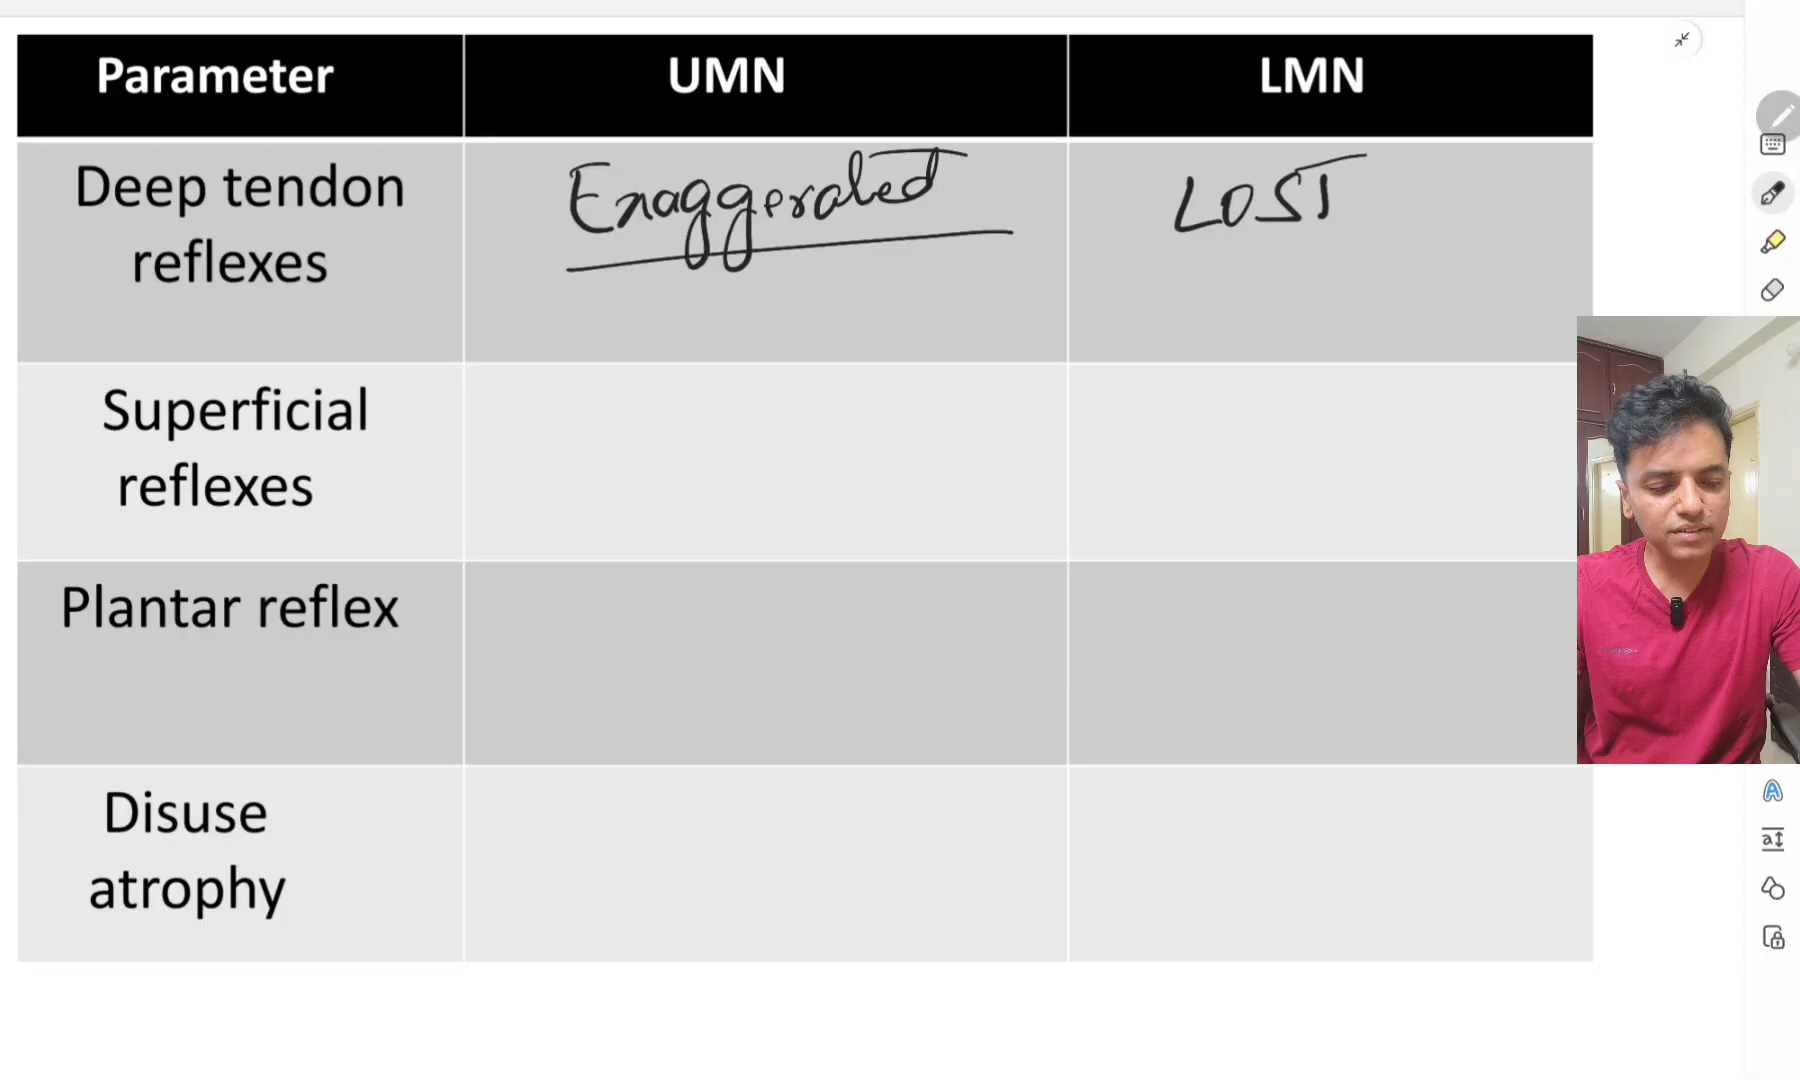 Parameter UMN LMN
Deep tendon Exaggerated LOST
reflexes
Superficial
reflexes
Plantar reflex
Disuse
atrophy